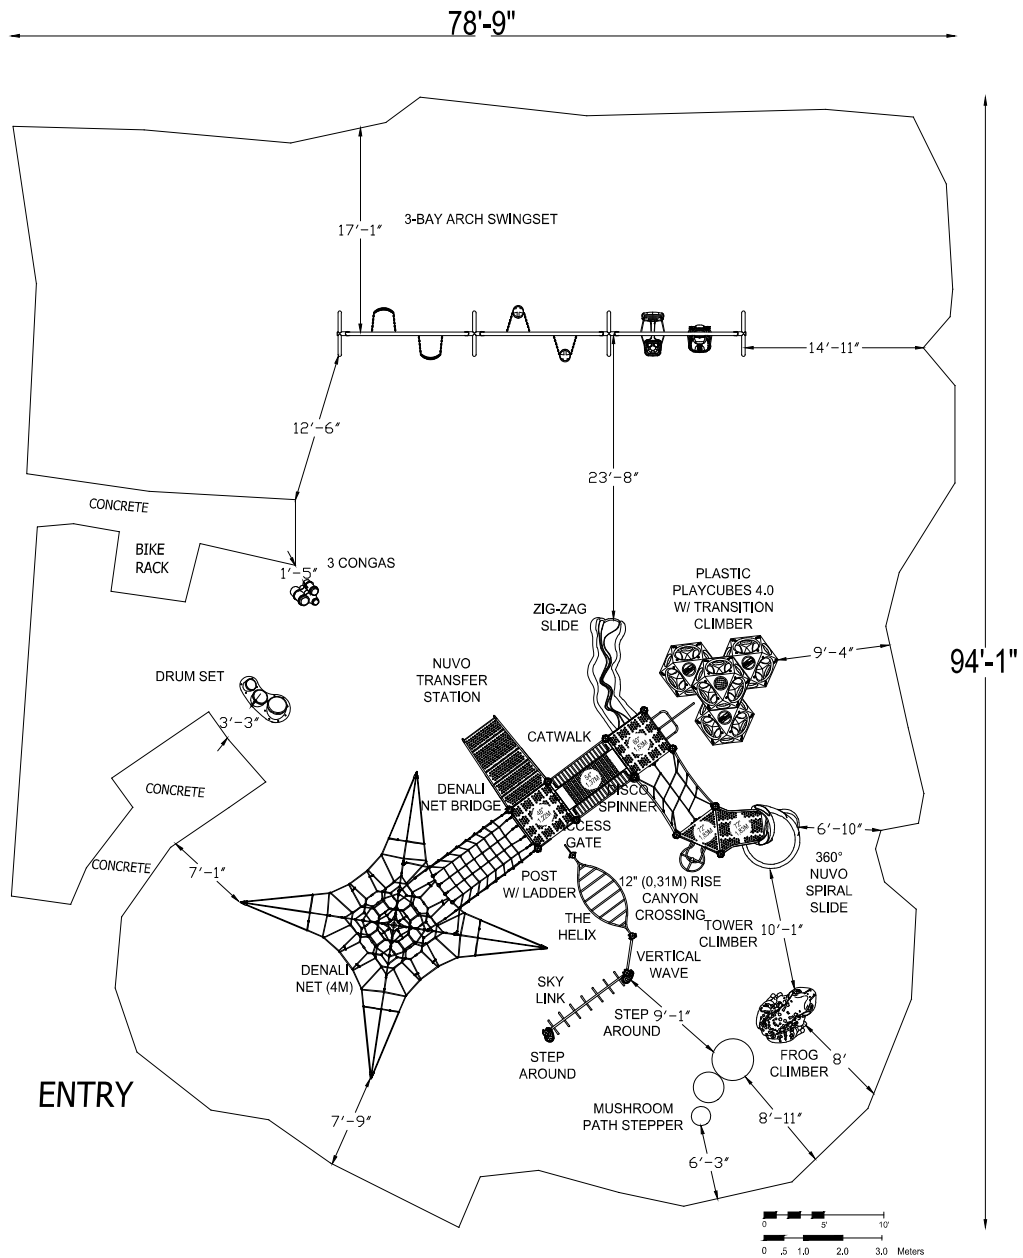 78'-9"
3-BAY ARCH SWINGSET
17'-1"
14'-11"
12'-6"
23'-8"
CONCRETE
BIKE
RACK
3 CONGAS
1'-5"
PLASTIC
PLAYCUBES 4.0
W/ TRANSITION
CLIMBER
ZIG-ZAG
SLIDE
9'-4"
94'-1"
NUVO
TRANSFER
STATION
DRUM SET
3'-3"
CATWALK
CONCRETE
DENALI
NET BRIDGE
DISCO
SPINNER
ACCESS
GATE
6'-10"
CONCRETE
7'-1"
360°
NUVO
SPIRAL
SLIDE
POST
W/ LADDER
12" (0,31M) RISE
CANYON
CROSSING
THE
HELIX
TOWER
CLIMBER
10'-1"
DENALI
NET (4M)
VERTICAL
WAVE
SKY
LINK
STEP
AROUND
9'-1"
STEP
AROUND
FROG
CLIMBER
8'
ENTRY
MUSHROOM
PATH STEPPER
8'-11"
7'-9"
6'-3"
0 5' 10'
0 .5 1.0 2.0 3.0 Meters